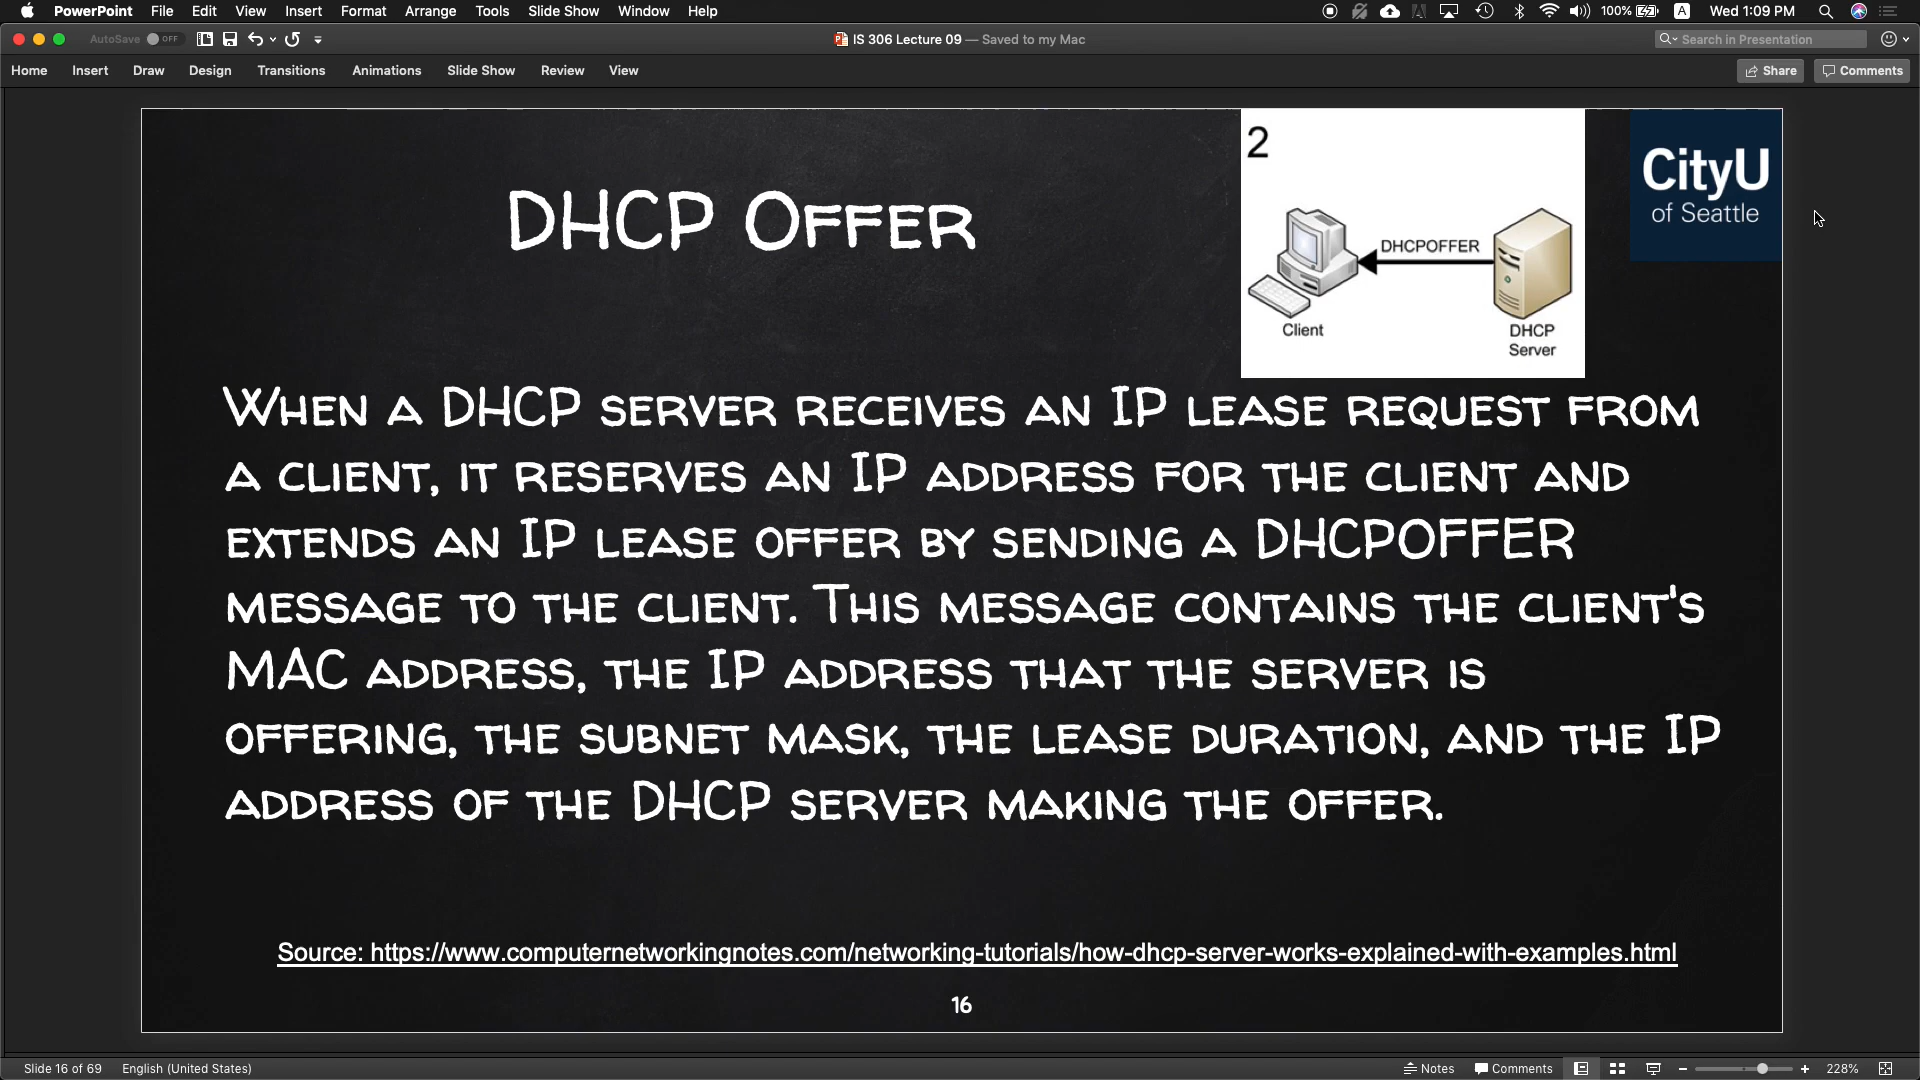 PowerPoint File Edit View Insert Format Arrange Tools Slide Show Window Help 100% A Wed 1:09 PM
AutoSave OFF IS 306 Lecture 09 — Saved to my Mac Search in Presentation
Home Insert Draw Design Transitions Animations Slide Show Review View Share Comments
2
CityU
of Seattle
DHCP Offer
DHCPOFFER
Client
DHCP
Server
When a DHCP server receives an IP lease request from
a client, it reserves an IP address for the client and
extends an IP lease offer by sending a DHCPOFFER
message to the client. This message contains the client's
MAC address, the IP address that the server is
offering, the subnet mask, the lease duration, and the IP
address of the DHCP server making the offer.
Source: https://www.computernetworkingnotes.com/networking-tutorials/how-dhcp-server-works-explained-with-examples.html
16
Slide 16 of 69 English (United States) Notes Comments 228%